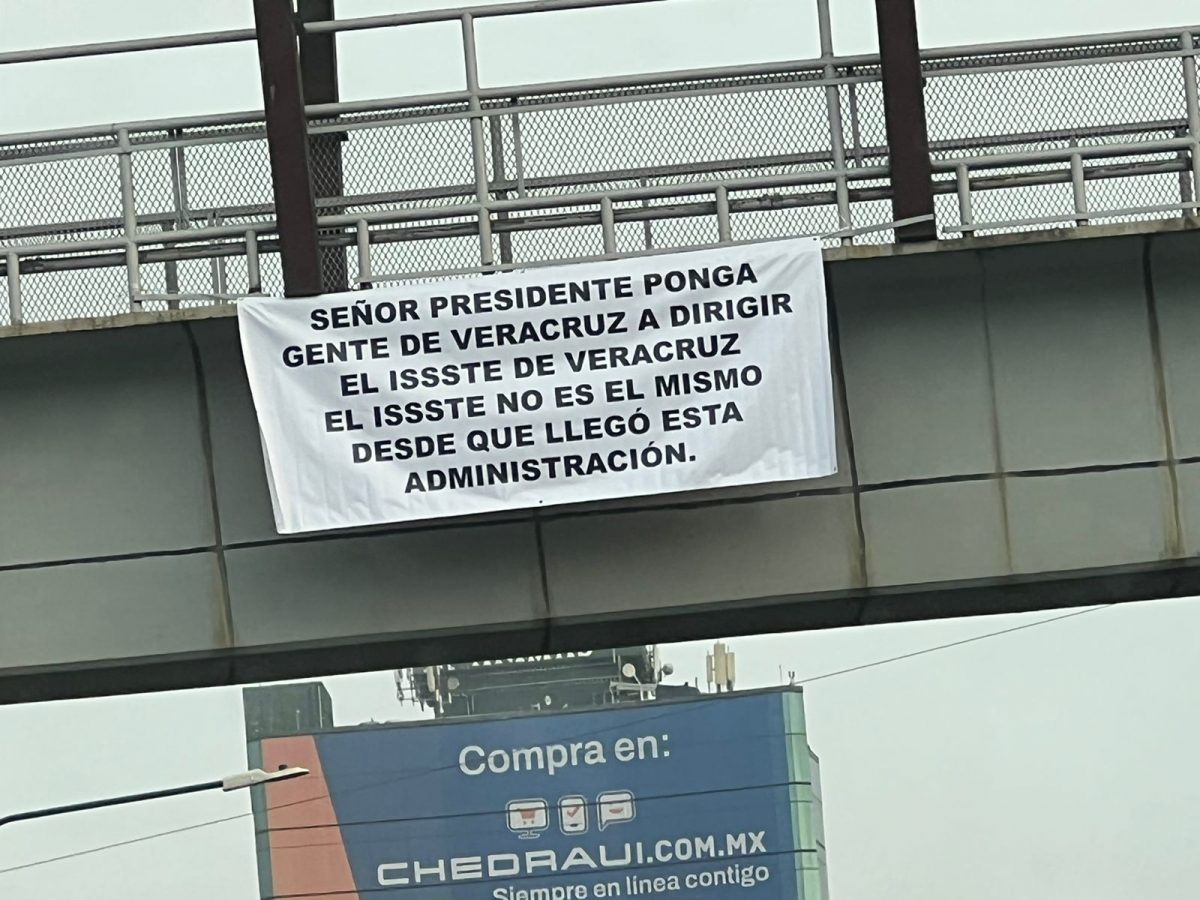 SEÑOR PRESIDENTE PONGA
GENTE DE VERACRUZ A DIRIGIR
EL ISSSTE DE VERACRUZ
EL ISSSTE NO ES EL MISMO
DESDE QUE LLEGÓ ESTA
ADMINISTRACIÓN.
Compra en:
CHEDRAUI.COM.MX
Siempre en línea contigo